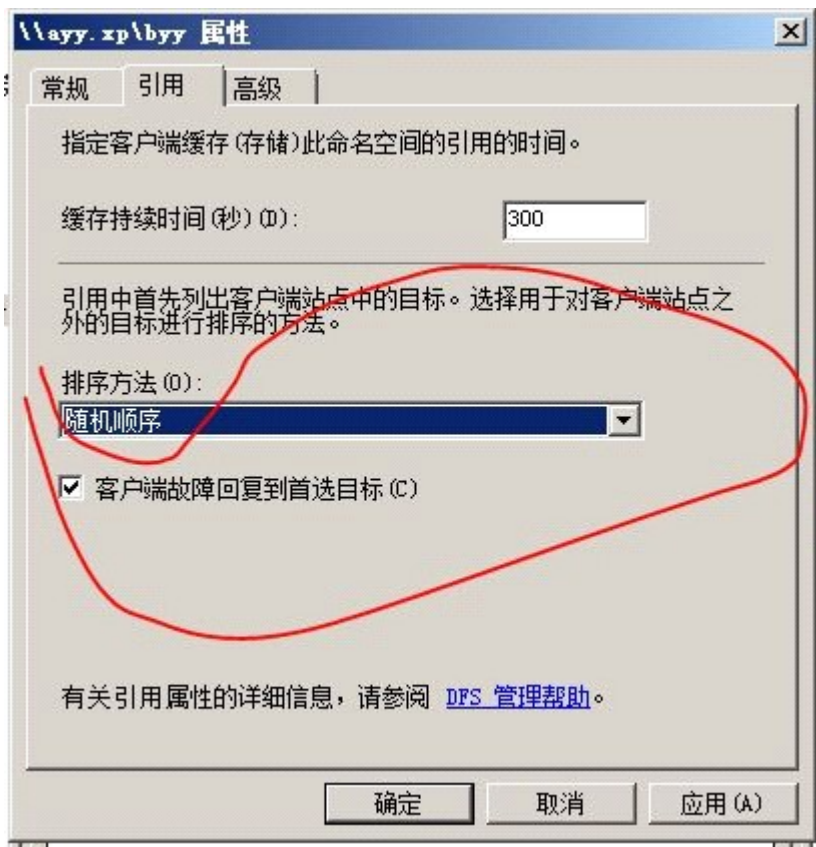 \\ayy.xp\byy 属性
常规 引用 高级
指定客户端缓存(存储)此命名空间的引用的时间。
缓存持续时间(秒)(D): 300
引用中首先列出客户端站点中的目标。选择用于对客户端站点之
外的目标进行排序的方法。
排序方法(O):
随机顺序
客户端故障回复到首选目标(C)
有关引用属性的详细信息，请参阅 DFS 管理帮助。
确定 取消 应用(A)